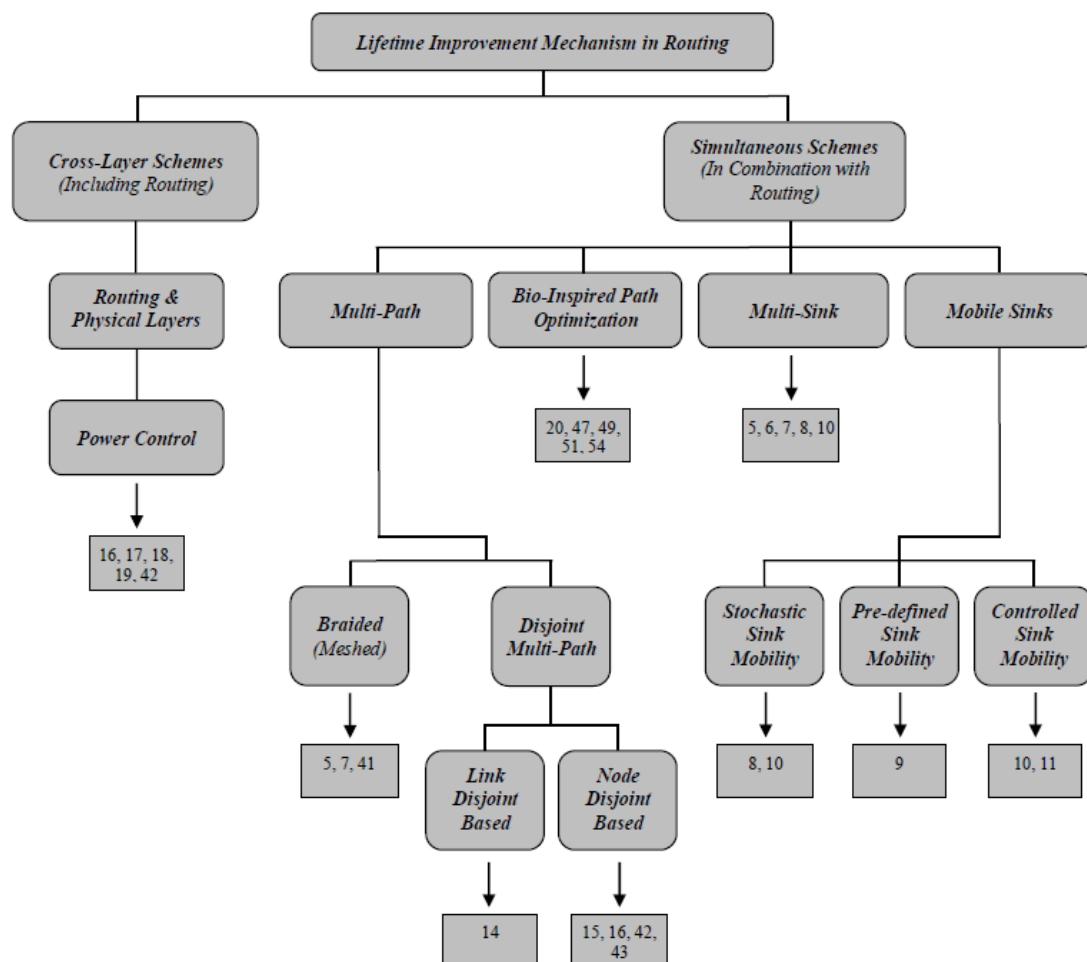 Lifetime Improvement Mechanism in Routing
Cross-Layer Schemes
(Including Routing)
Simultaneous Schemes
(In Combination with
Routing)
Routing &
Physical Layers
Multi-Path
Bio-Inspired Path
Optimization
Multi-Sink
Mobile Sinks
Power Control
20, 47, 49,
51, 54
5, 6, 7, 8, 10
16, 17, 18,
19, 42
Braided
(Meshed)
Disjoint
Multi-Path
Stochastic
Sink
Mobility
Pre-defined
Sink
Mobility
Controlled
Sink
Mobility
5, 7, 41
Link
Disjoint
Based
Node
Disjoint
Based
8, 10
9
10, 11
14
15, 16, 42,
43